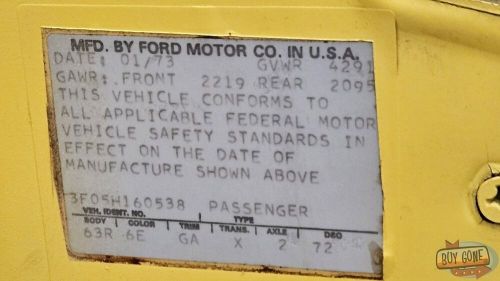 MFD. BY FORD MOTOR CO. IN U.S.A.
DATE: 01/73 GVWR 4291
GAWR: FRONT 2219 REAR 2095
THIS VEHICLE CONFORMS TO
ALL APPLICABLE FEDERAL MOTOR
VEHICLE SAFETY STANDARDS IN
EFFECT ON THE DATE OF
MANUFACTURE SHOWN ABOVE
3F05H160538 PASSENGER
VEH. IDENT. NO. TYPE
BODY COLOR TRIM TRANS. AXLE DSO
63R 6E GA X 2 72
BUY GONE